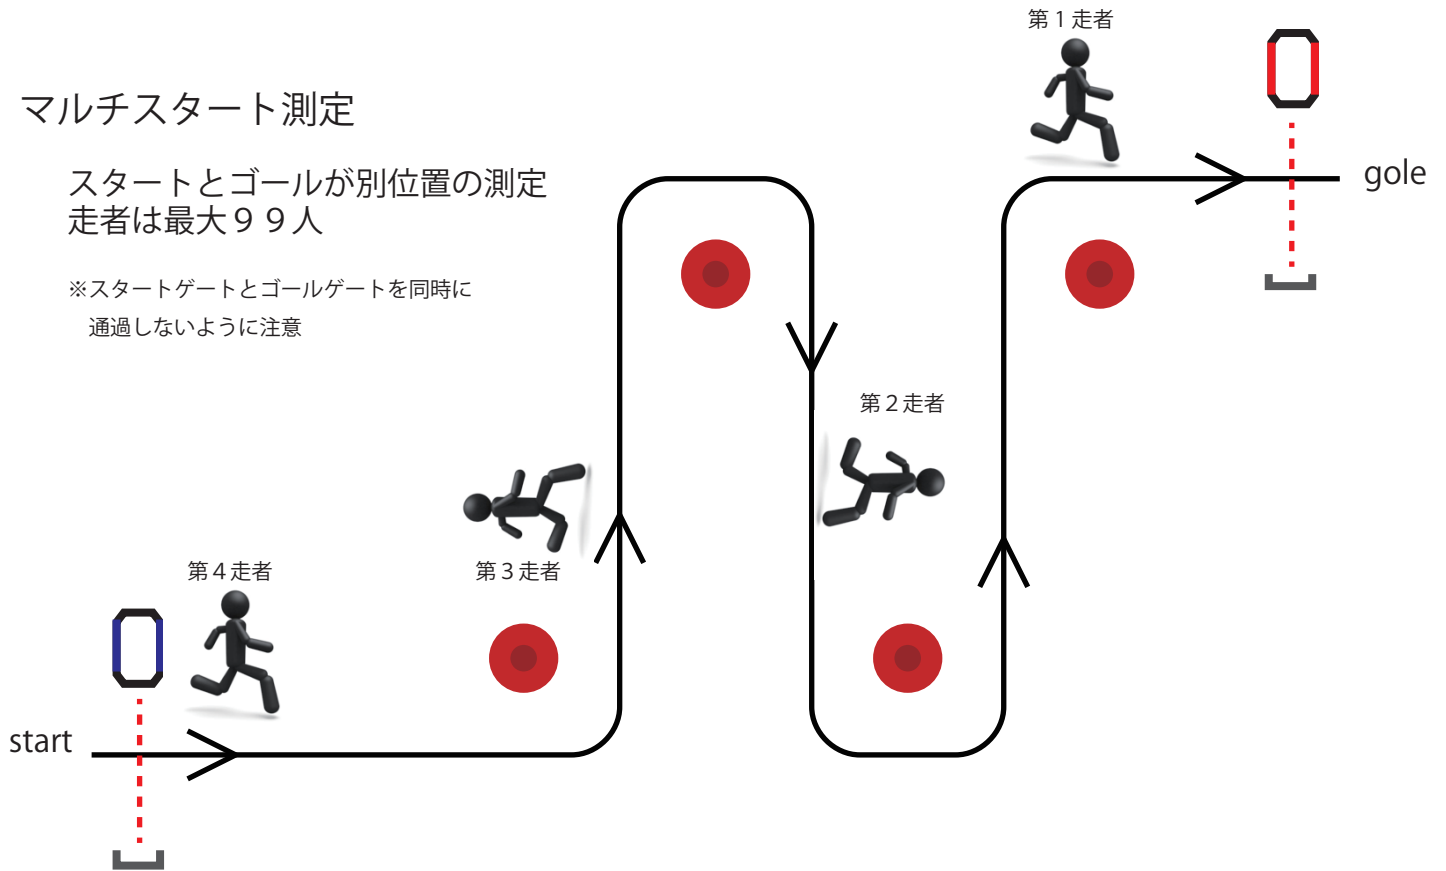 第１走者
マルチスタート測定
スタートとゴールが別位置の測定
走者は最大９９人
gole
※スタートゲートとゴールゲートを同時に
通過しないように注意
第２走者
第３走者
第４走者
start